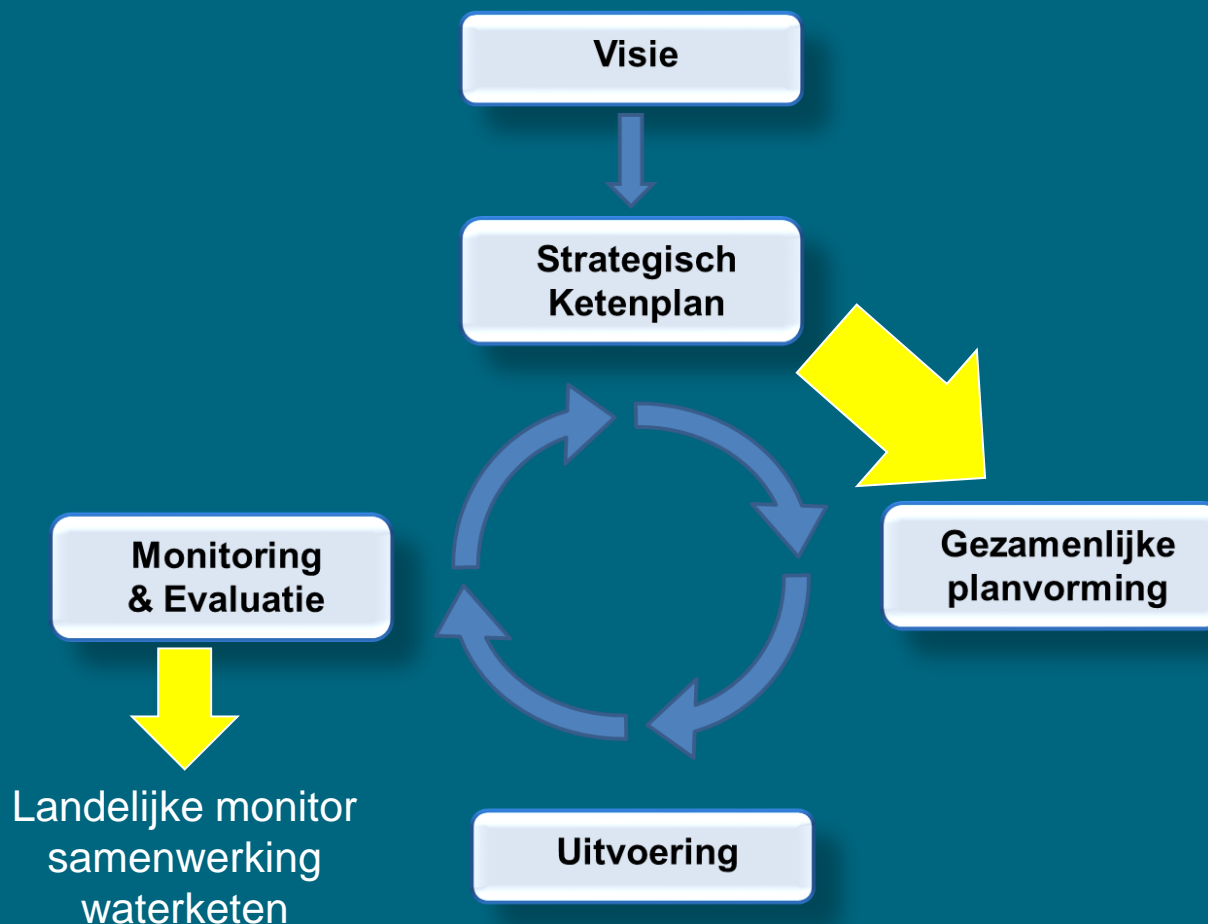 Visie
Strategisch
Ketenplan
Gezamenlijke
planvorming
Monitoring
& Evaluatie
Landelijke monitor
samenwerking
waterketen
Uitvoering